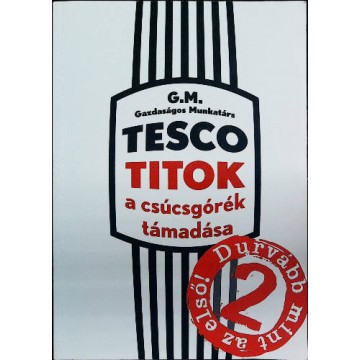 G.M.
Gazdaságos Munkatárs
TESCO
TITOK
a csúcsgórék
támadása
Durvább mint az első!
2